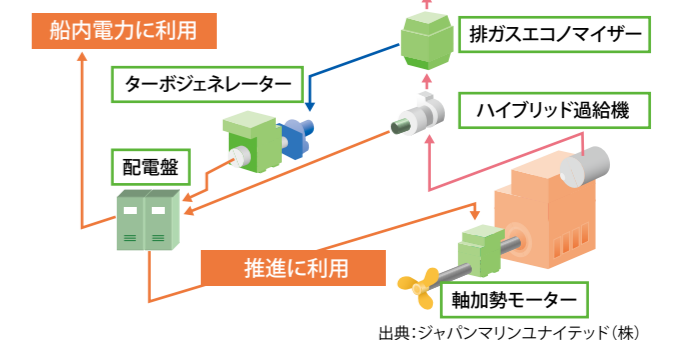 船内電力に利用
排ガスエコノマイザー
ターボジェネレーター
ハイブリッド過給機
配電盤
推進に利用
軸加勢モーター
出典：ジャパンマリンユナイテッド（株）